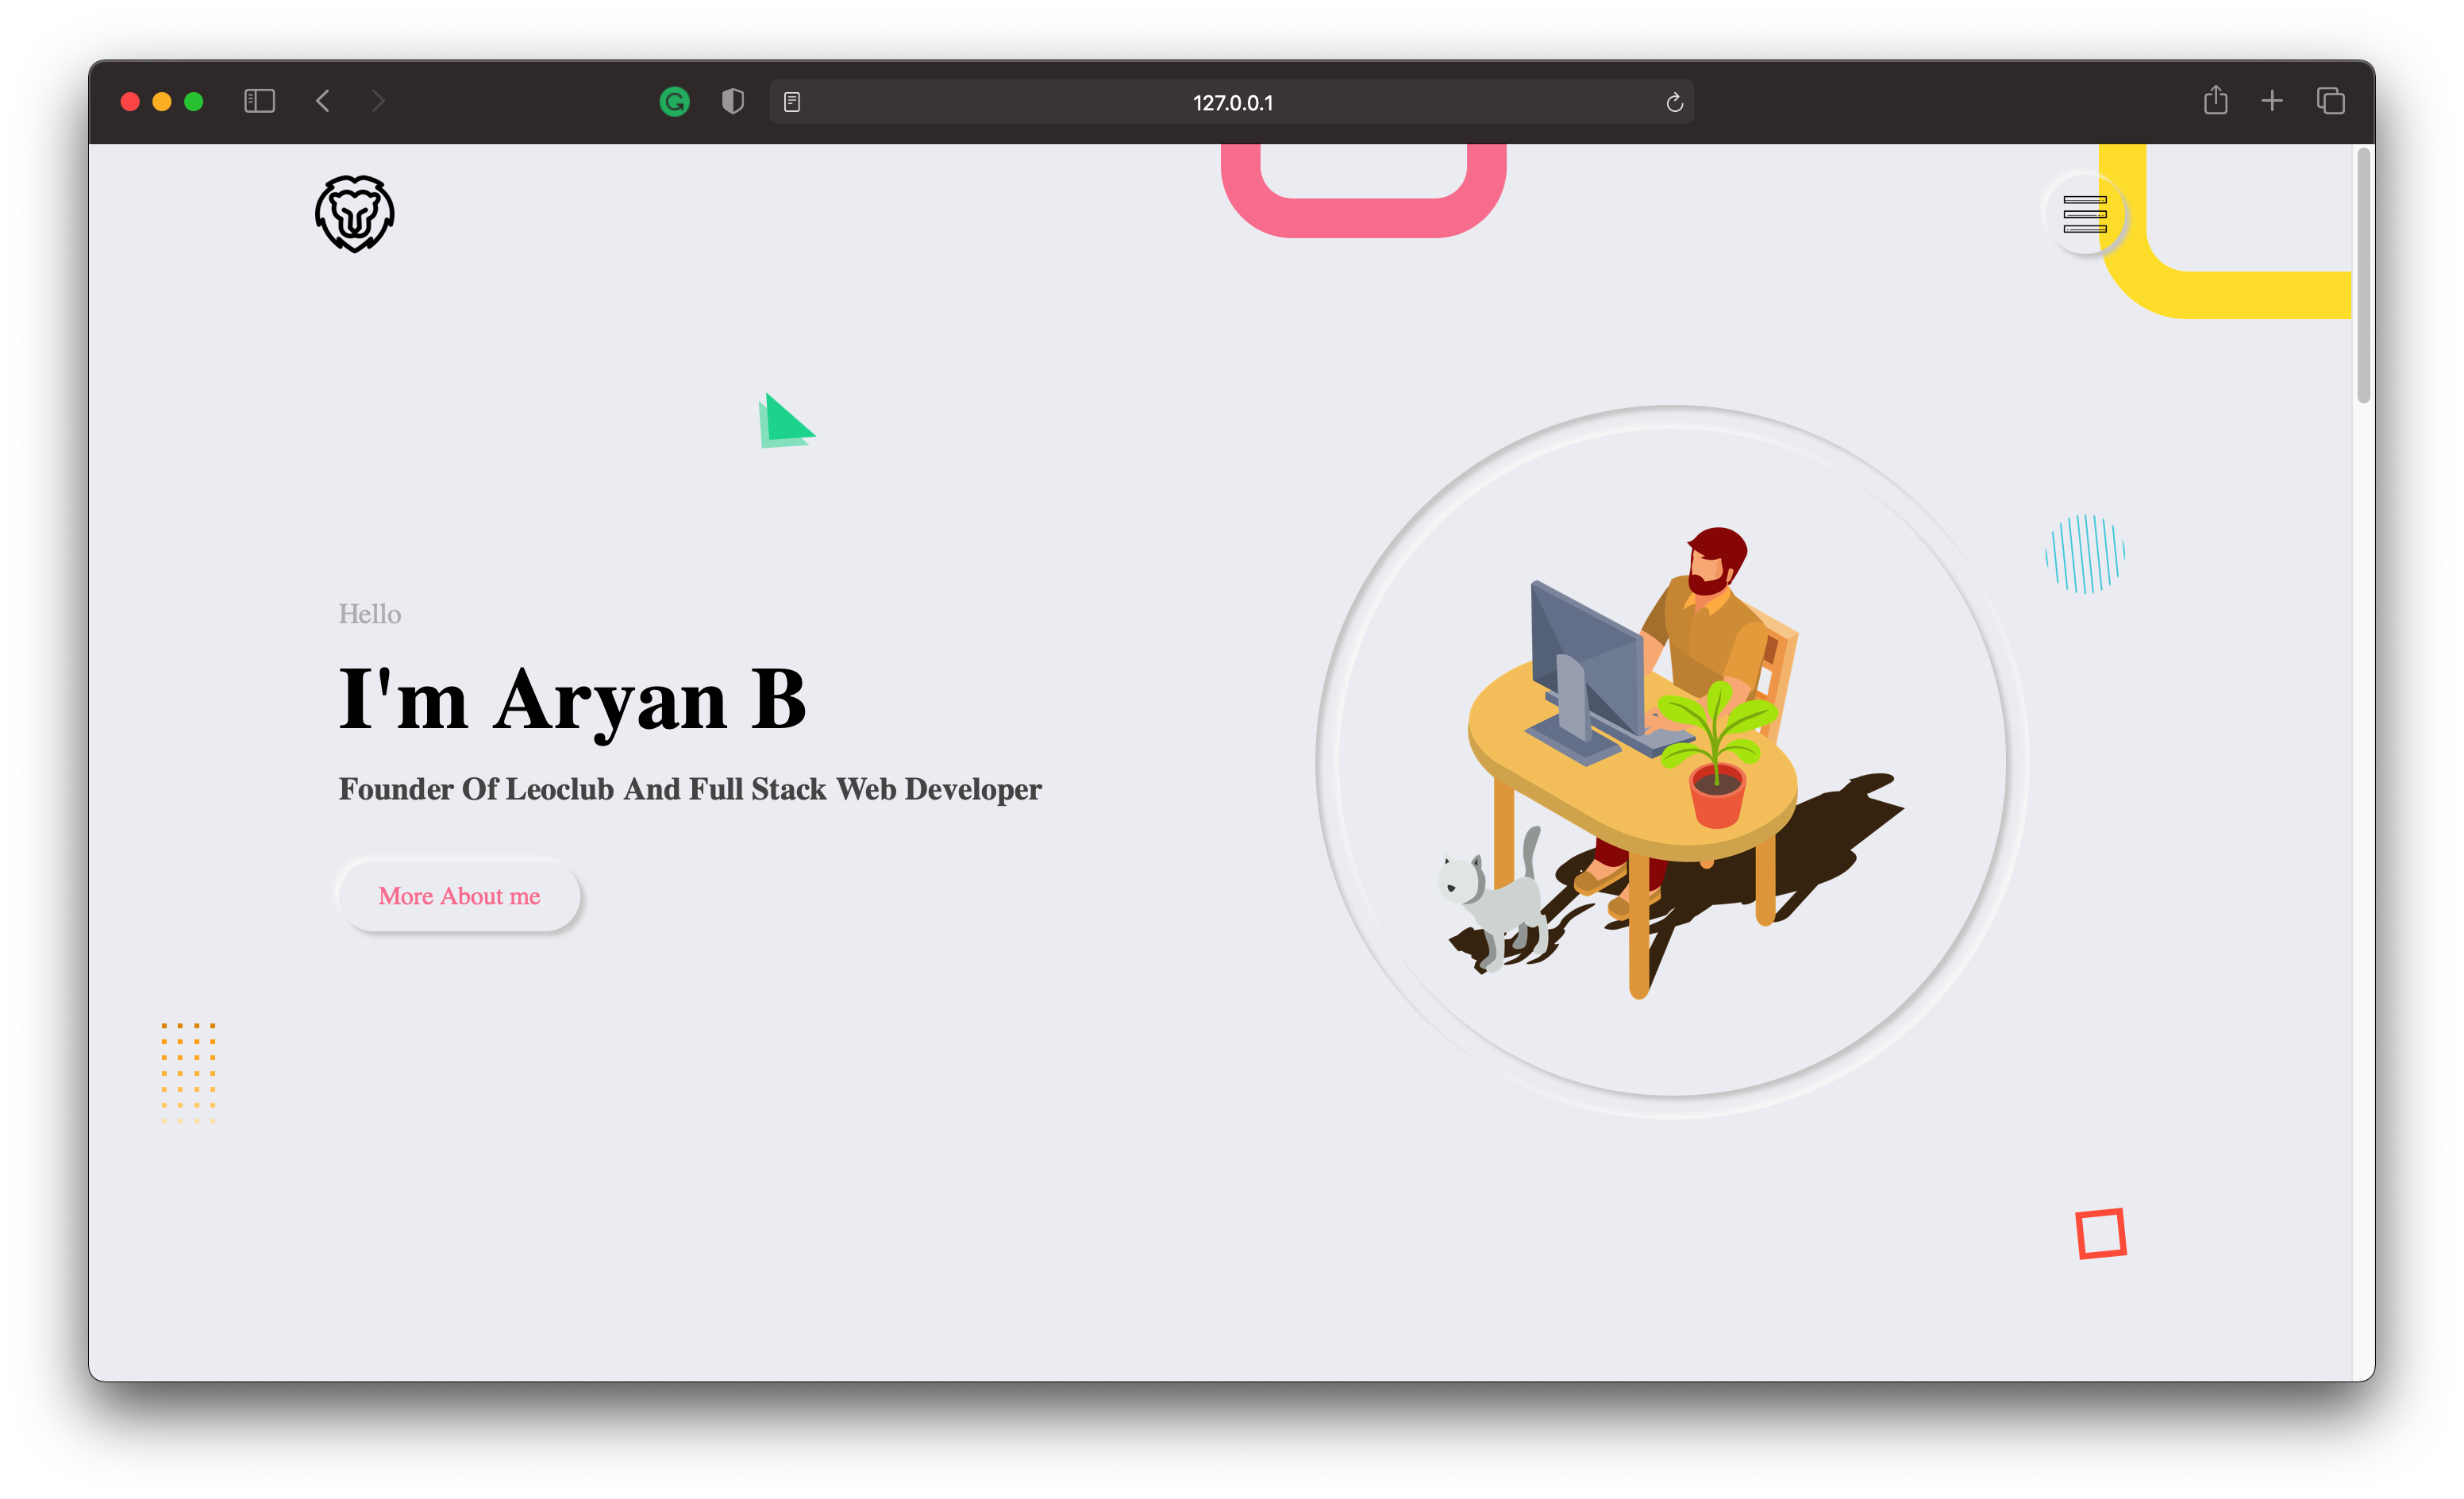 127.0.0.1
Hello
I'm Aryan B
Founder Of Leoclub And Full Stack Web Developer
More About me